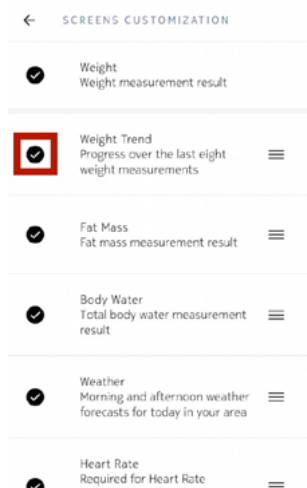 SCREENS CUSTOMIZATION
Weight
Weight measurement result
Weight Trend
Progress over the last eight
weight measurements
Fat Mass
Fat mass measurement result
Body Water
Total body water measurement
result
Weather
Morning and afternoon weather
forecasts for today in your area
Heart Rate
Required for Heart Rate